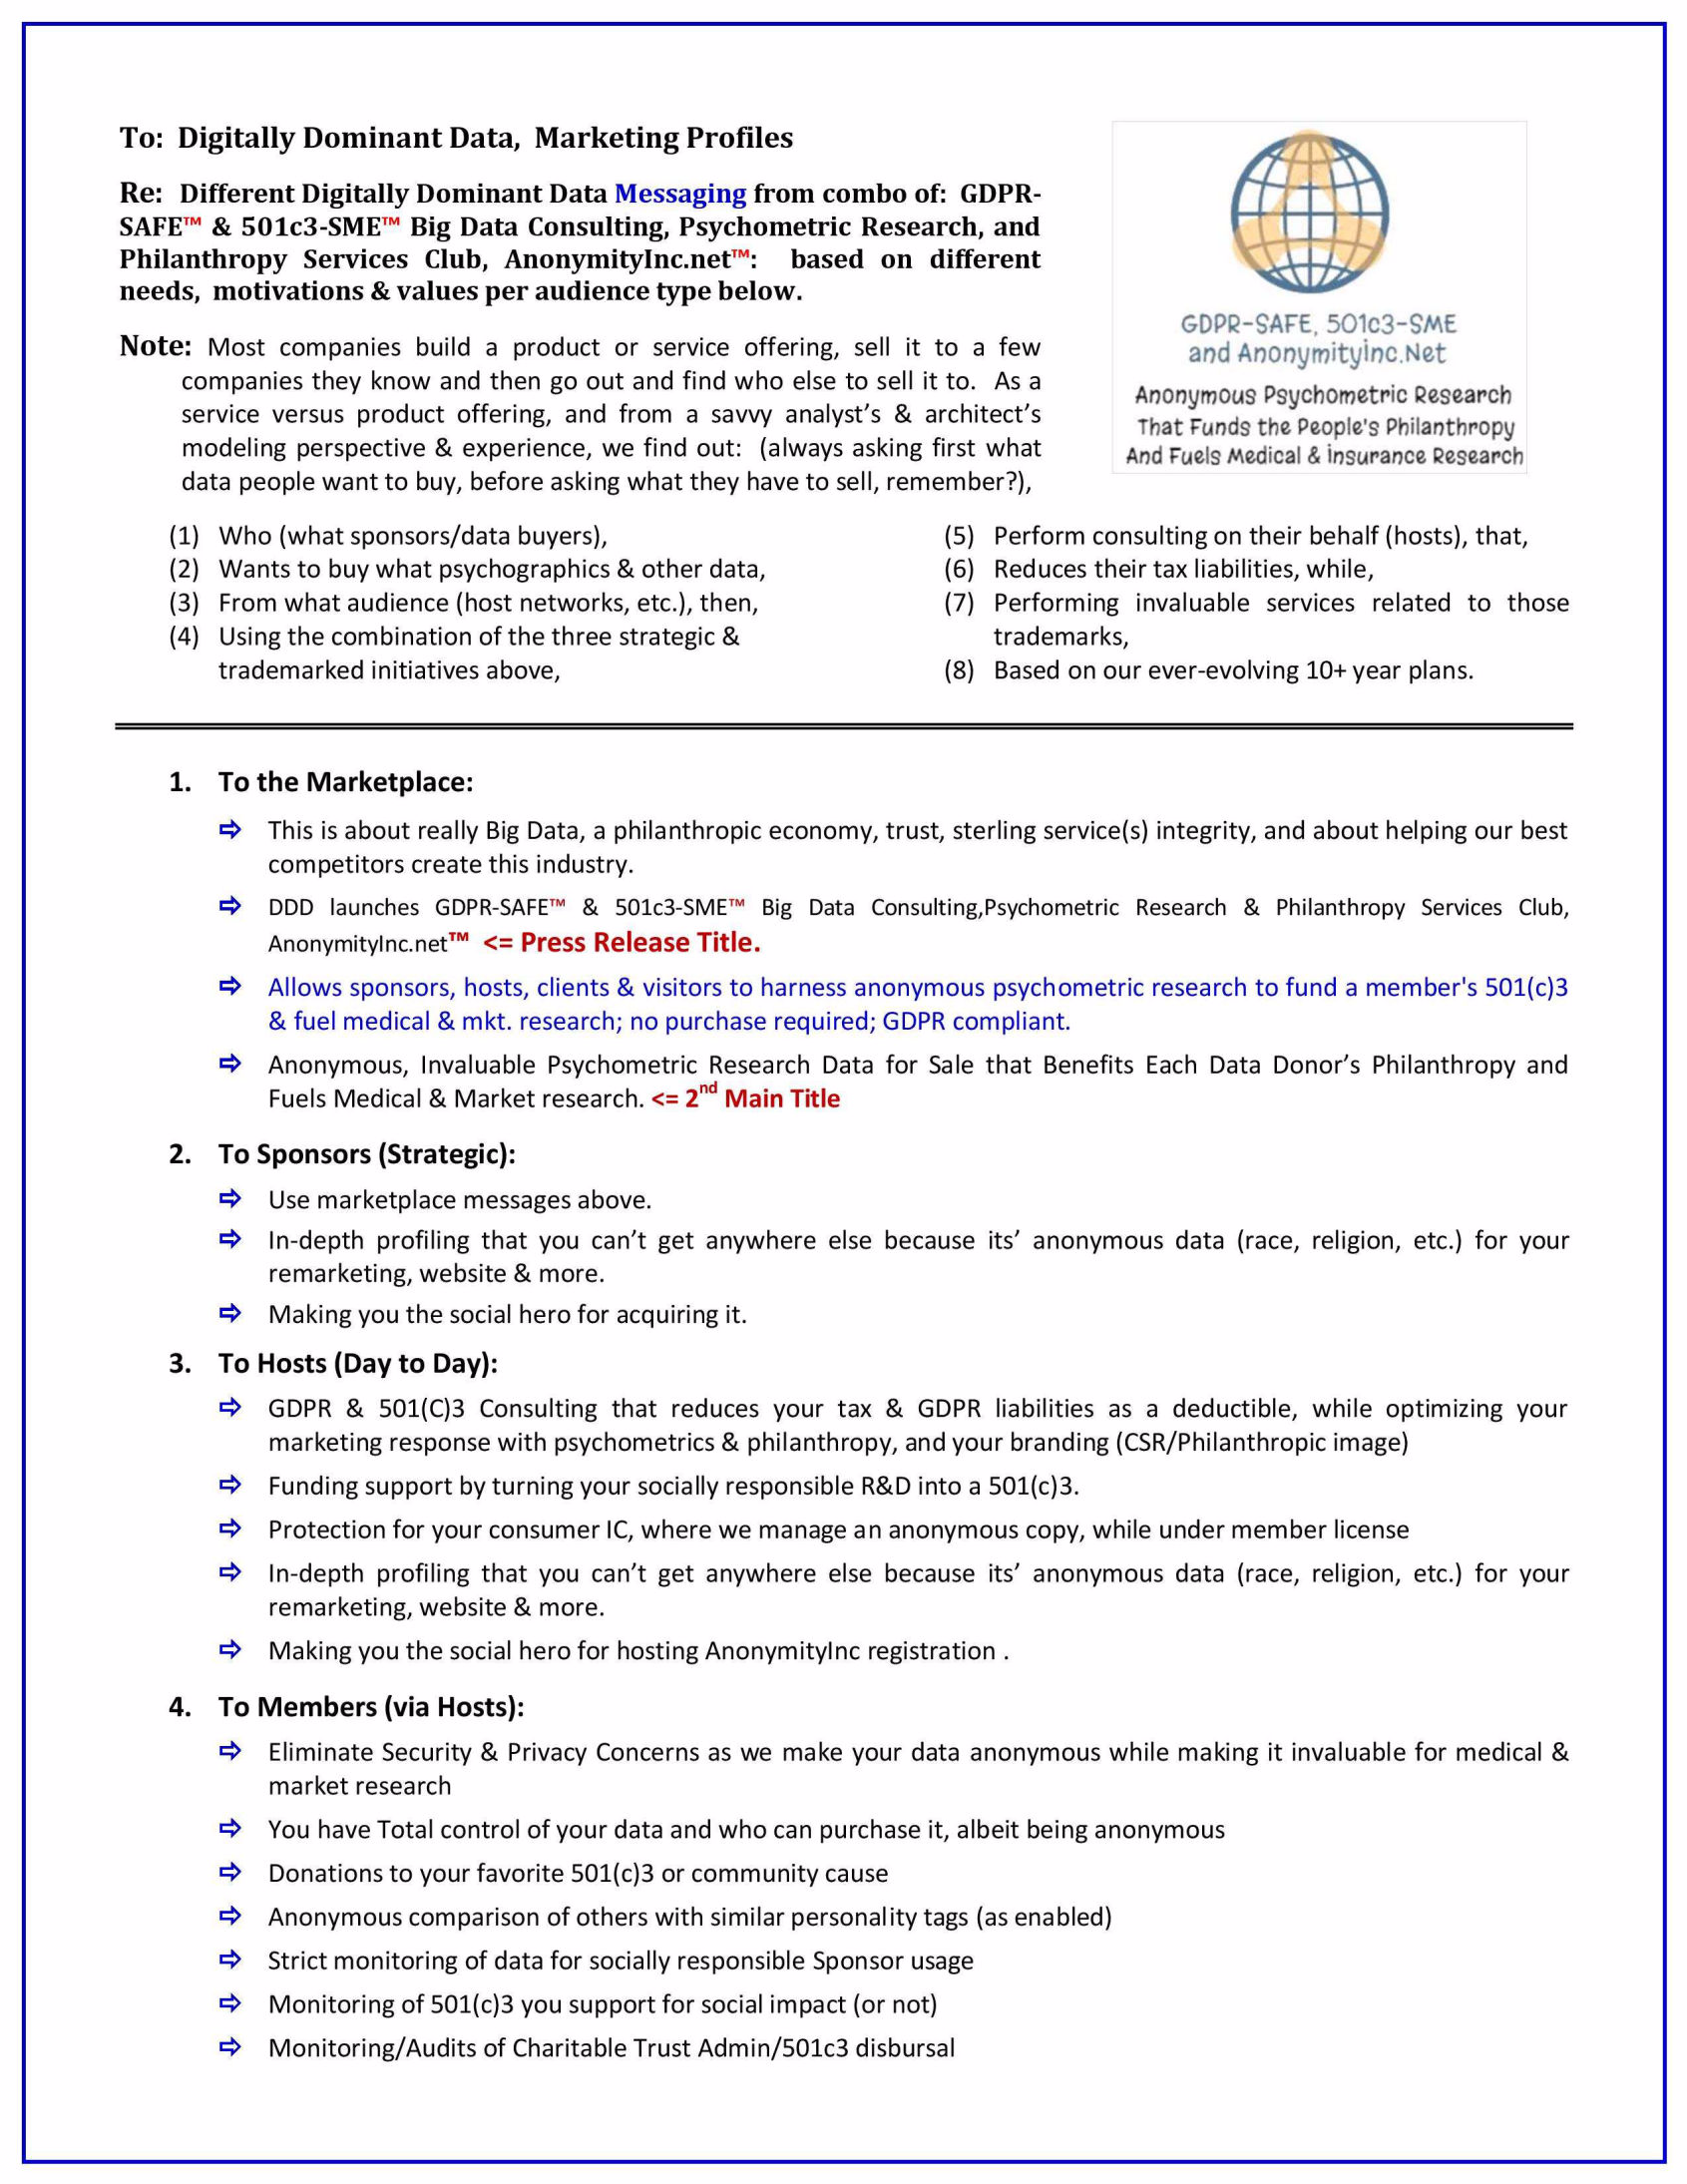 To: Digitally Dominant Data, Marketing Profiles
Re: Different Digitally Dominant Data Messaging from combo of: GDPR-
SAFE™ & 501c3-SME™ Big Data Consulting, Psychometric Research, and
Philanthropy Services Club, AnonymityInc.net™: based on different
needs, motivations & values per audience type below.
Note: Most companies build a product or service offering, sell it to a few
companies they know and then go out and find who else to sell it to. As a
service versus product offering, and from a savvy analyst’s & architect’s
modeling perspective & experience, we find out: (always asking first what
data people want to buy, before asking what they have to sell, remember?),
GDPR-SAFE, 501c3-SME
and Anonymityinc.Net
Anonymous Psychometric Research
That Funds the People's Philanthropy
And Fuels Medical & insurance Research
(1) Who (what sponsors/data buyers),
(2) Wants to buy what psychographics & other data,
(3) From what audience (host networks, etc.), then,
(4) Using the combination of the three strategic &
trademarked initiatives above,
(5) Perform consulting on their behalf (hosts), that,
(6) Reduces their tax liabilities, while,
(7) Performing invaluable services related to those
trademarks,
(8) Based on our ever-evolving 10+ year plans.
1. To the Marketplace:
⇨ This is about really Big Data, a philanthropic economy, trust, sterling service(s) integrity, and about helping our best
competitors create this industry.
⇨ DDD launches GDPR-SAFE™ & 501c3-SME™ Big Data Consulting,Psychometric Research & Philanthropy Services Club,
AnonymityInc.net™ <= Press Release Title.
⇨ Allows sponsors, hosts, clients & visitors to harness anonymous psychometric research to fund a member's 501(c)3
& fuel medical & mkt. research; no purchase required; GDPR compliant.
⇨ Anonymous, Invaluable Psychometric Research Data for Sale that Benefits Each Data Donor’s Philanthropy and
Fuels Medical & Market research. <= 2nd Main Title
2. To Sponsors (Strategic):
⇨ Use marketplace messages above.
⇨ In-depth profiling that you can’t get anywhere else because its’ anonymous data (race, religion, etc.) for your
remarketing, website & more.
⇨ Making you the social hero for acquiring it.
3. To Hosts (Day to Day):
⇨ GDPR & 501(C)3 Consulting that reduces your tax & GDPR liabilities as a deductible, while optimizing your
marketing response with psychometrics & philanthropy, and your branding (CSR/Philanthropic image)
⇨ Funding support by turning your socially responsible R&D into a 501(c)3.
⇨ Protection for your consumer IC, where we manage an anonymous copy, while under member license
⇨ In-depth profiling that you can’t get anywhere else because its’ anonymous data (race, religion, etc.) for your
remarketing, website & more.
⇨ Making you the social hero for hosting AnonymityInc registration .
4. To Members (via Hosts):
⇨ Eliminate Security & Privacy Concerns as we make your data anonymous while making it invaluable for medical &
market research
⇨ You have Total control of your data and who can purchase it, albeit being anonymous
⇨ Donations to your favorite 501(c)3 or community cause
⇨ Anonymous comparison of others with similar personality tags (as enabled)
⇨ Strict monitoring of data for socially responsible Sponsor usage
⇨ Monitoring of 501(c)3 you support for social impact (or not)
⇨ Monitoring/Audits of Charitable Trust Admin/501c3 disbursal